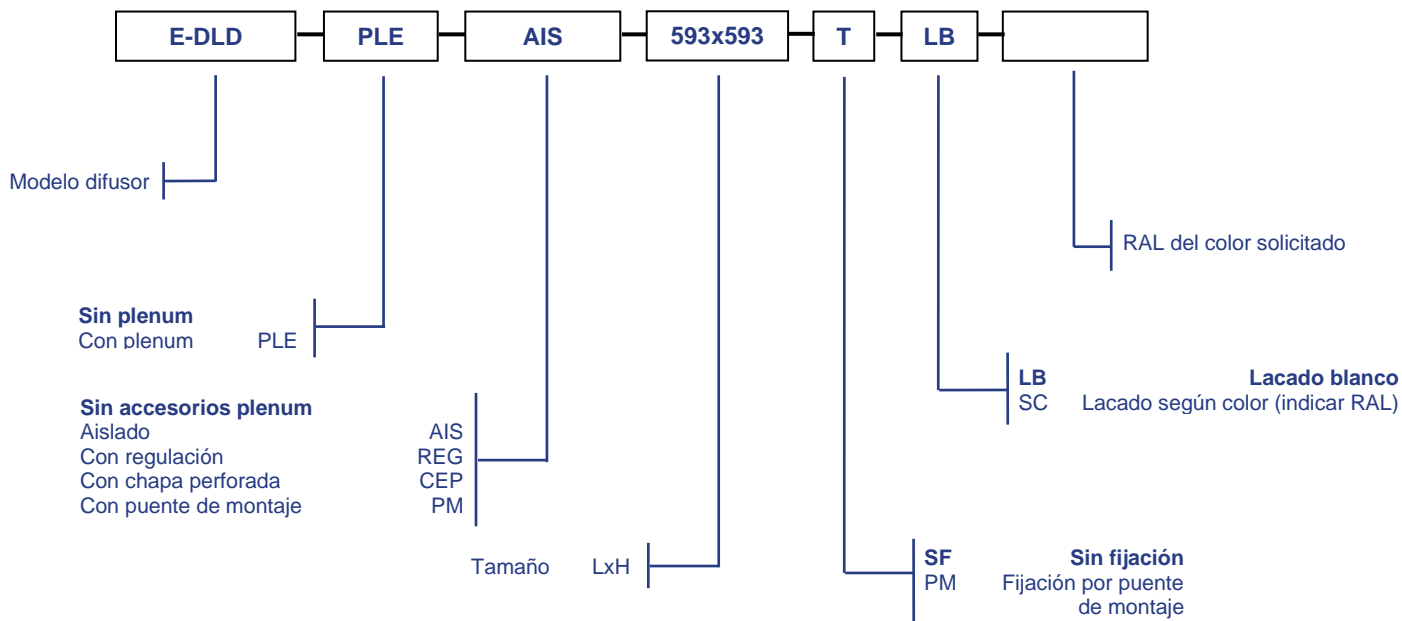 E-DLD PLE AIS 593x593 T LB
Modelo difusor
RAL del color solicitado
Sin plenum
Con plenum PLE
LB Lacado blanco
SC Lacado según color (indicar RAL)
Sin accesorios plenum
Aislado AIS
Con regulación REG
Con chapa perforada CEP
Con puente de montaje PM
Tamaño LxH
SF Sin fijación
PM Fijación por puente
de montaje